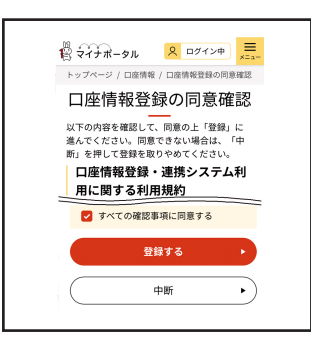 マイナポータル
ログイン中
メニュー
トップページ / 口座情報 / 口座情報登録の同意確認
口座情報登録の同意確認
以下の内容を確認して、同意の上「登録」に
進んでください。同意できない場合は、「中
断」を押して登録を取りやめてください。
口座情報登録・連携システム利
用に関する利用規約
すべての確認事項に同意する
登録する
中断